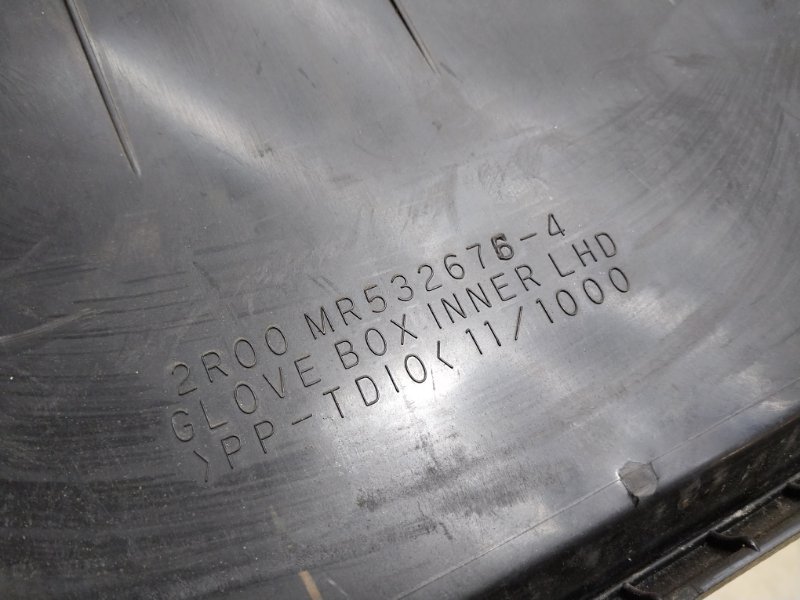 2R00 MR532676-4
GLOVE BOX INNER LHD
>PP-TD10< 11/1000